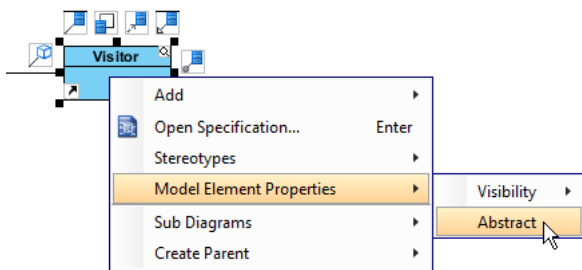 Visitor
Add
Open Specification... Enter
Stereotypes
Model Element Properties
Visibility
Sub Diagrams
Abstract
Create Parent